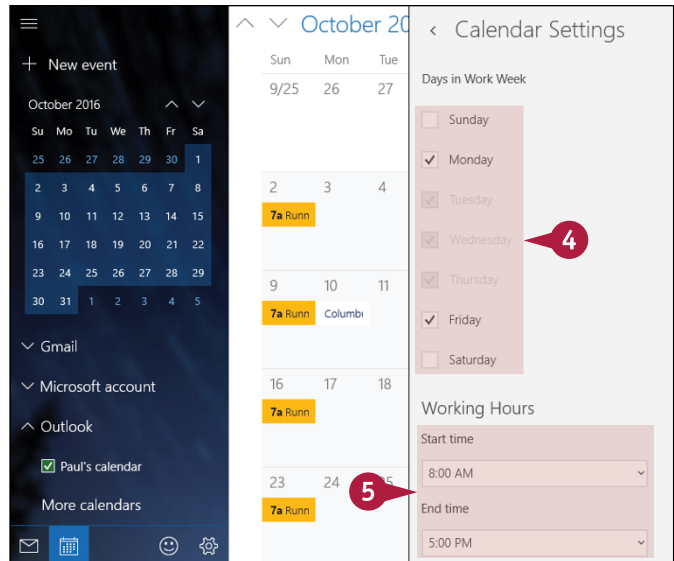 + New event
October 2016
Su Mo Tu We Th Fr Sa
25 26 27 28 29 30 1
2 3 4 5 6 7 8
9 10 11 12 13 14 15
16 17 18 19 20 21 22
23 24 25 26 27 28 29
30 31 1 2 3 4 5
Gmail
Microsoft account
Outlook
Paul's calendar
More calendars
October 20
Sun Mon Tue
9/25 26 27
2 3 4
7a Runn
9 10 11
7a Runn Columbu
16 17 18
7a Runn
23 24 25
7a Runn
< Calendar Settings
Days in Work Week
Sunday
Monday
Tuesday
Wednesday
Thursday
Friday
Saturday
4
Working Hours
Start time
8:00 AM
5
End time
5:00 PM